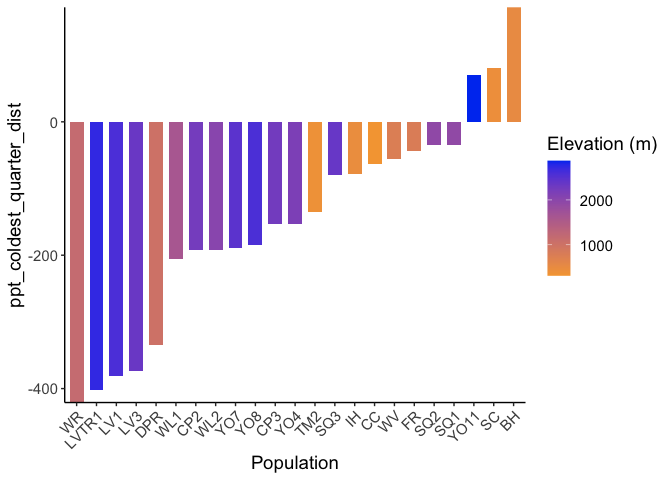 ppt_coldest_quarter_dist
0
-200
-400
WR
LVTR1
LV1
LV3
DPR
WL1
CP2
WL2
YO7
YO8
CP3
YO4
TM2
SQ3
IH
CC
WV
FR
SQ2
SQ1
YO11
SC
BH
Population
Elevation (m)
2000
1000